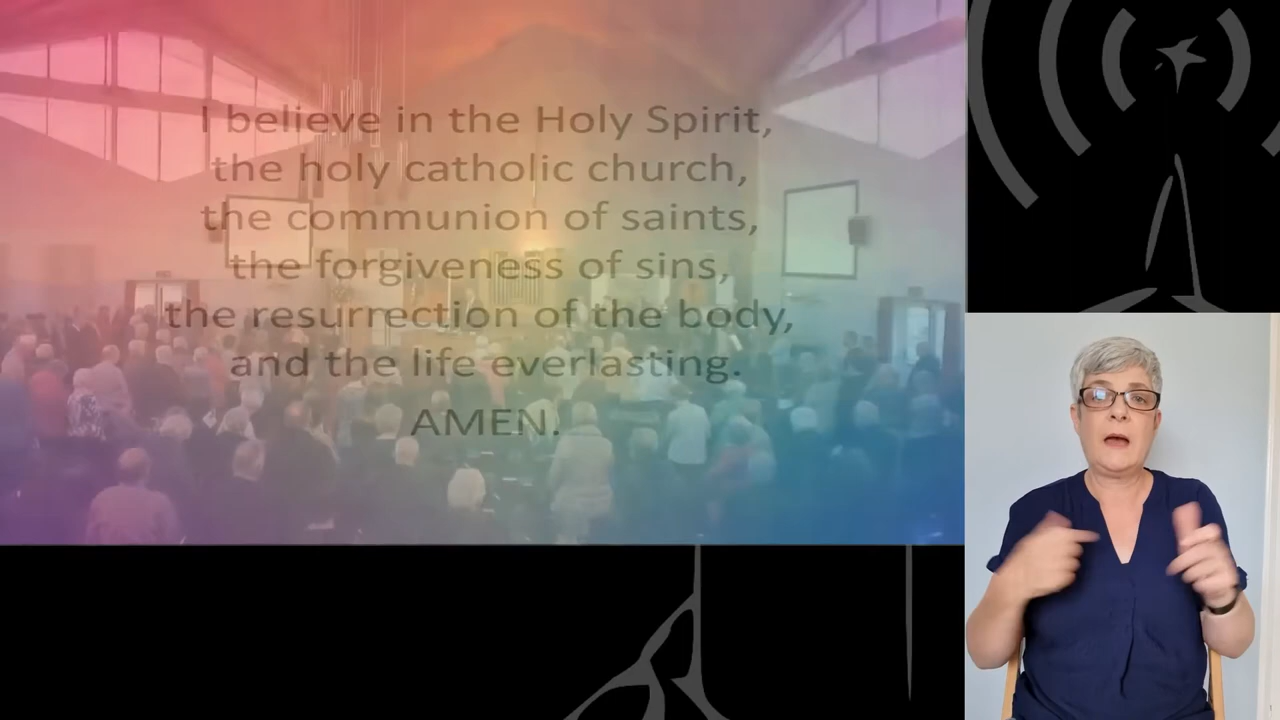 I believe in the Holy Spirit,
the holy catholic church,
the communion of saints,
the forgiveness of sins,
the resurrection of the body,
and the life everlasting.
AMEN.